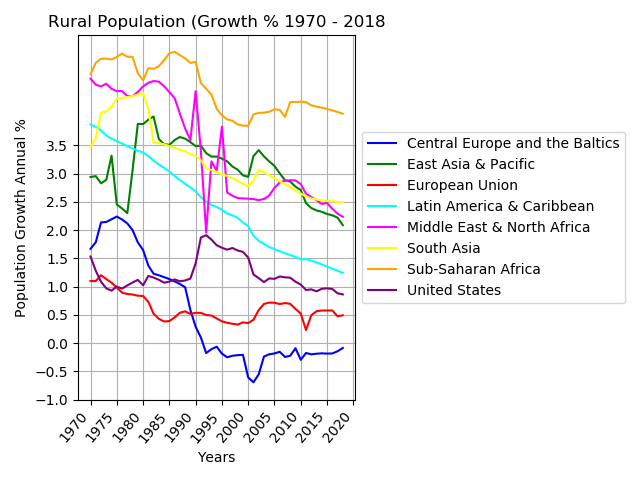 Rural Population (Growth % 1970 - 2018
Population Growth Annual %
3.5
3.0
2.5
2.0
1.5
1.0
0.5
0.0
−0.5
−1.0
1970
1975
1980
1985
1990
1995
2000
2005
2010
2015
2020
Years
Central Europe and the Baltics
East Asia & Pacific
European Union
Latin America & Caribbean
Middle East & North Africa
South Asia
Sub-Saharan Africa
United States